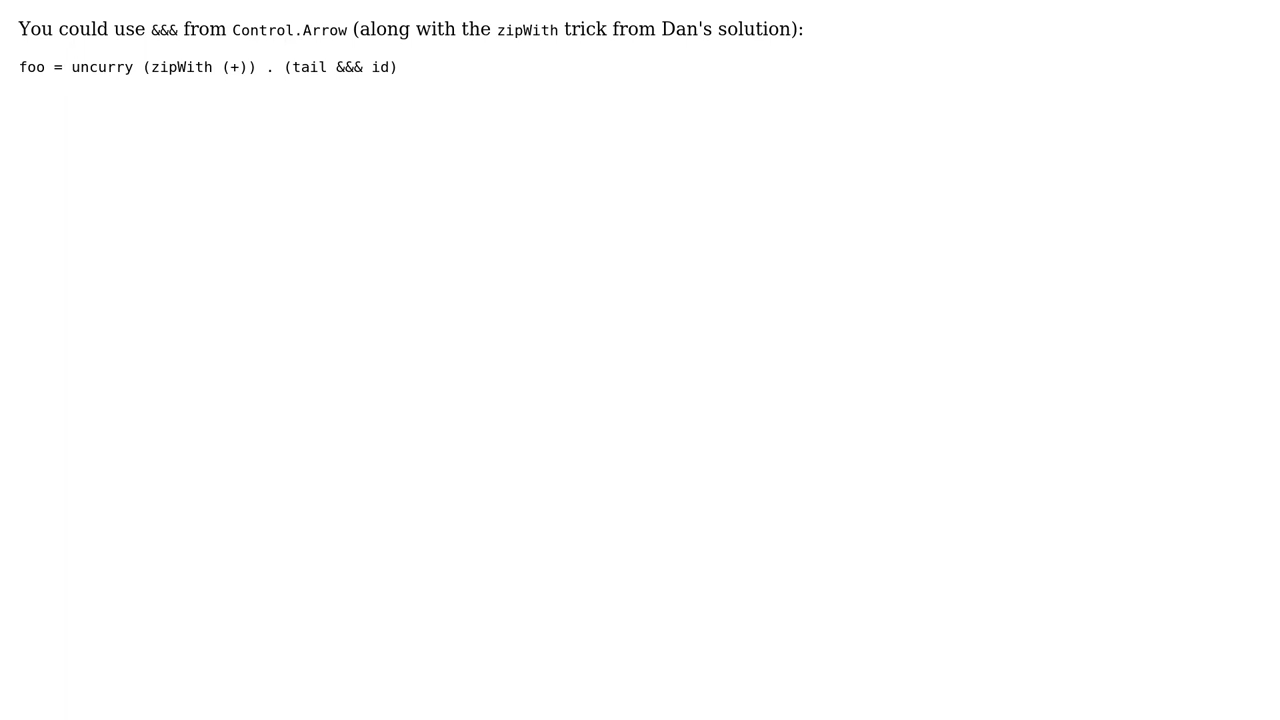 You could use &&& from Control.Arrow (along with the zipWith trick from Dan's solution):
foo = uncurry (zipWith (+)) . (tail &&& id)